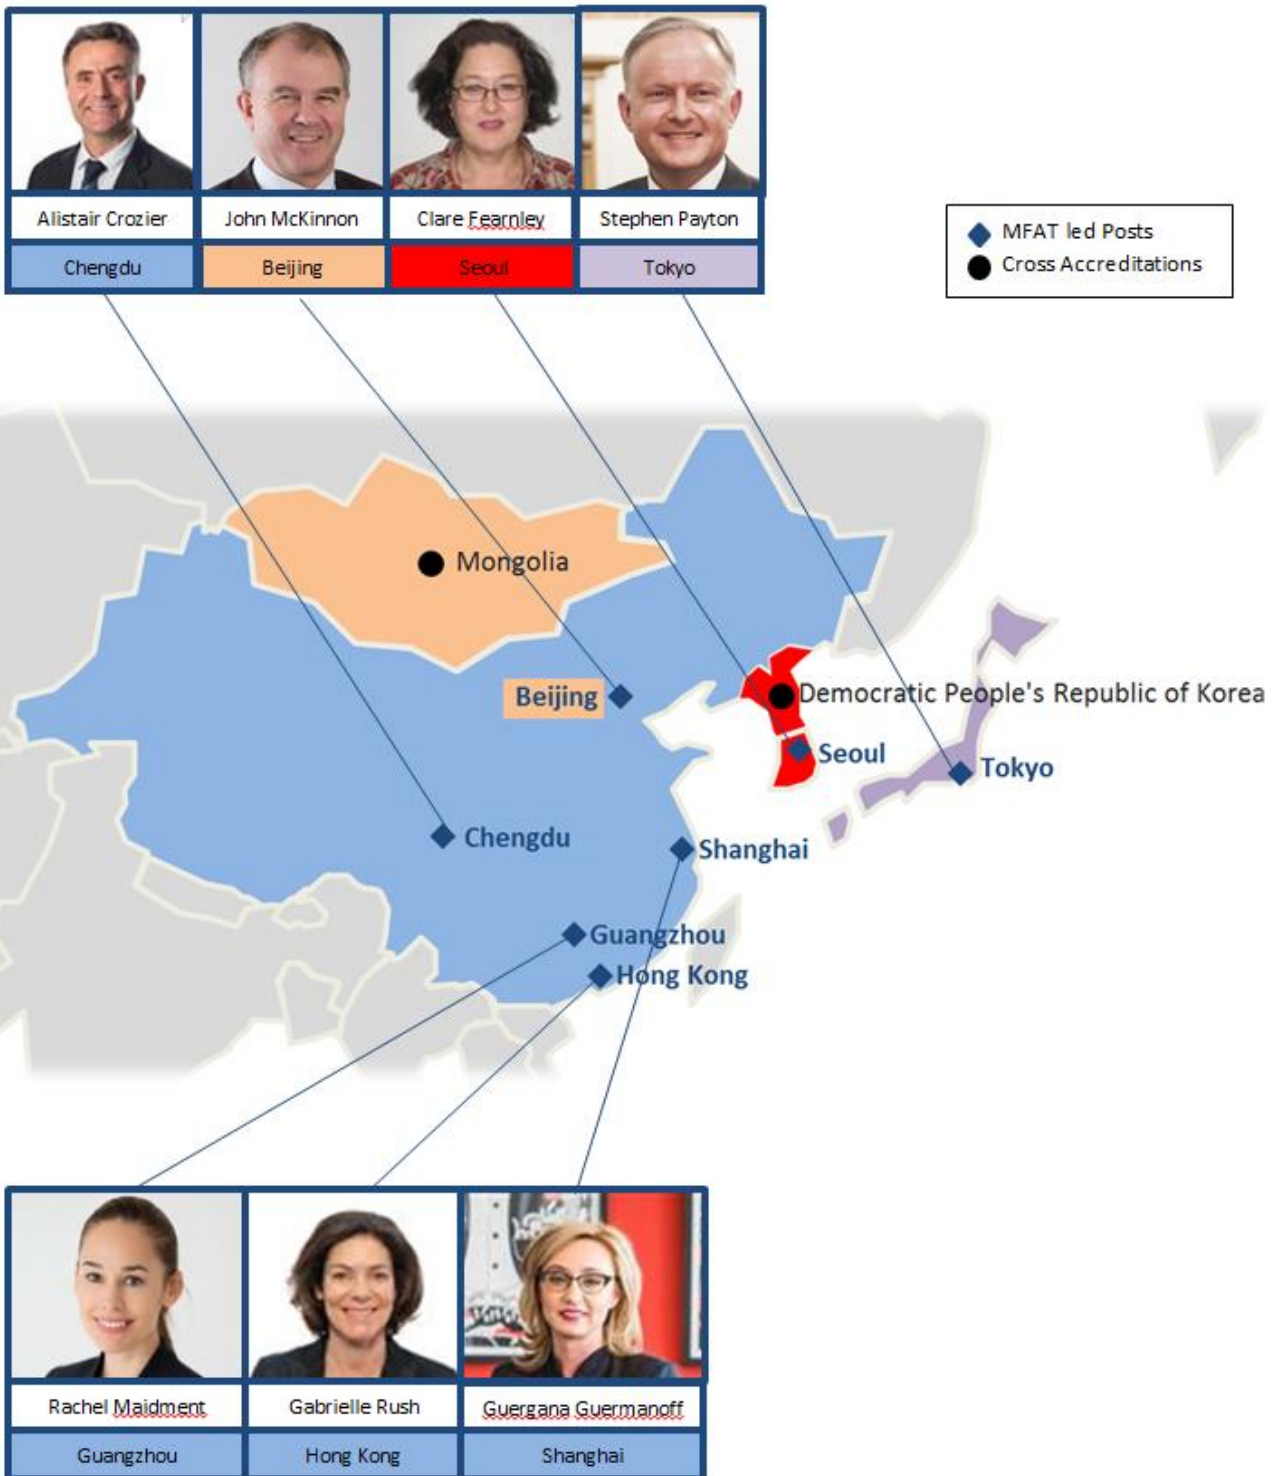 Alistair Crozier
John McKinnon
Clare Fearnley
Stephen Payton
Chengdu
Beijing
Seoul
Tokyo
MFAT led Posts
Cross Accreditations
Mongolia
Beijing
Democratic People's Republic of Korea
Seoul
Tokyo
Chengdu
Shanghai
Guangzhou
Hong Kong
Rachel Maidment
Gabrielle Rush
Guergana Guermanoff
Guangzhou
Hong Kong
Shanghai